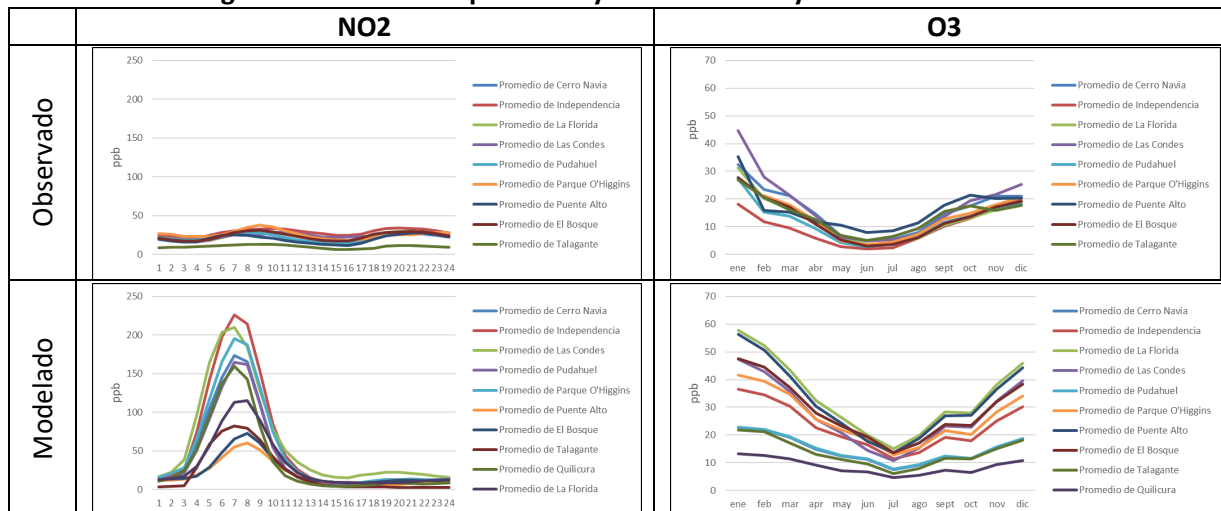 NO2
O3
Observado
250
200
150
100
50
0
ppb
1 2 3 4 5 6 7 8 9 10 11 12 13 14 15 16 17 18 19 20 21 22 23 24
Promedio de Cerro Navia
Promedio de Independencia
Promedio de La Florida
Promedio de Las Condes
Promedio de Pudahuel
Promedio de Parque O'Higgins
Promedio de Puente Alto
Promedio de El Bosque
Promedio de Talagante
70
60
50
40
30
20
10
0
ppb
ene feb mar abr may jun jul ago sept oct nov dic
Promedio de Cerro Navia
Promedio de Independencia
Promedio de La Florida
Promedio de Las Condes
Promedio de Pudahuel
Promedio de Parque O'Higgins
Promedio de Puente Alto
Promedio de El Bosque
Promedio de Talagante
Modelado
250
200
150
100
50
0
ppb
1 2 3 4 5 6 7 8 9 10 11 12 13 14 15 16 17 18 19 20 21 22 23 24
Promedio de Cerro Navia
Promedio de Independencia
Promedio de Las Condes
Promedio de Pudahuel
Promedio de Parque O'Higgins
Promedio de Puente Alto
Promedio de El Bosque
Promedio de Talagante
Promedio de Quilicura
Promedio de La Florida
70
60
50
40
30
20
10
0
ppb
ene feb mar abr may jun jul ago sept oct nov dic
Promedio de Cerro Navia
Promedio de Independencia
Promedio de La Florida
Promedio de Las Condes
Promedio de Pudahuel
Promedio de Parque O'Higgins
Promedio de Puente Alto
Promedio de El Bosque
Promedio de Talagante
Promedio de Quilicura